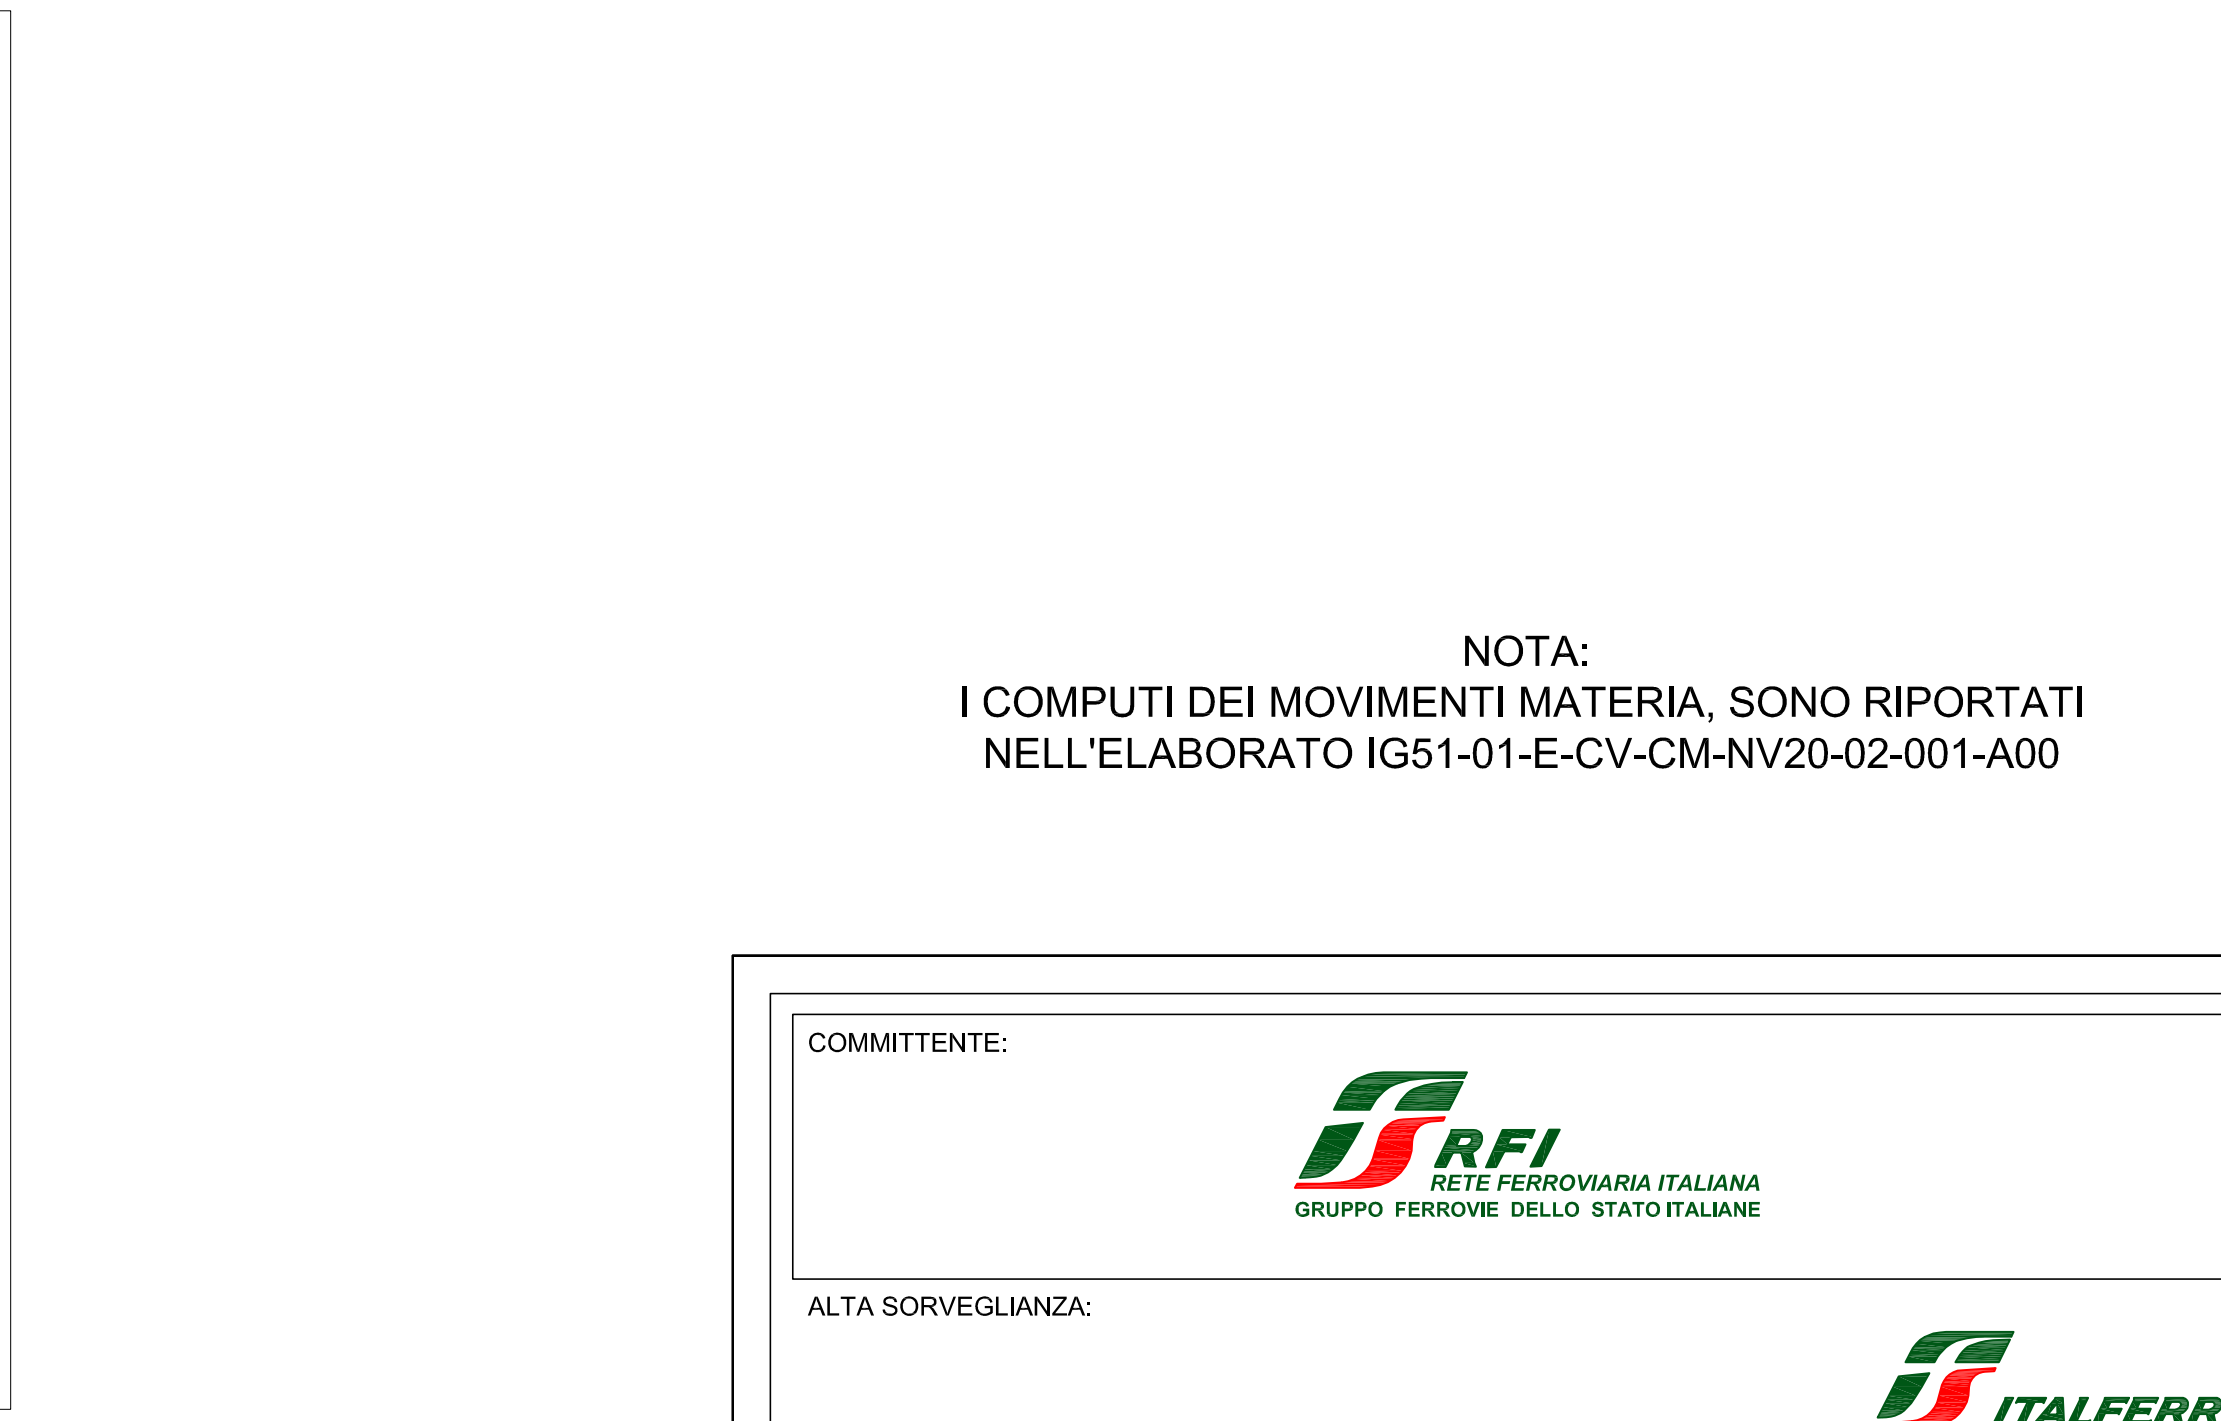 NOTA:
I COMPUTI DEI MOVIMENTI MATERIA, SONO RIPORTATI
NELL'ELABORATO IG51-01-E-CV-CM-NV20-02-001-A00
COMMITTENTE:
RFI
RETE FERROVIARIA ITALIANA
GRUPPO FERROVIE DELLO STATO ITALIANE
ALTA SORVEGLIANZA:
ITALFERR